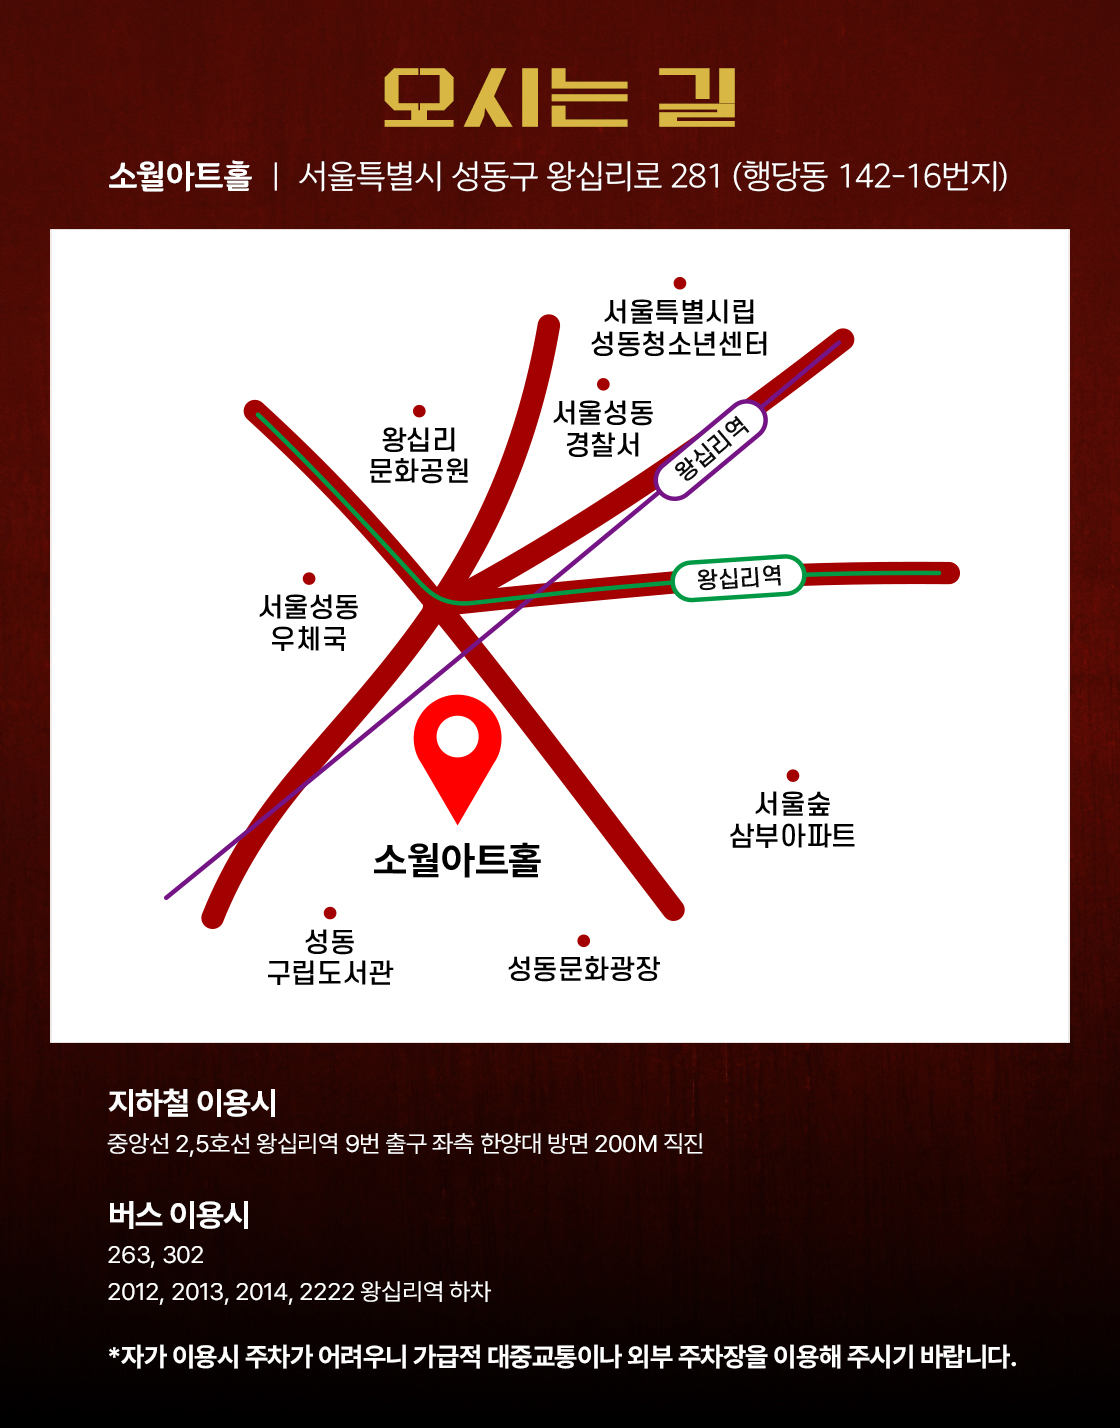 오시는 길
소월아트홀 | 서울특별시 성동구 왕십리로 281 (행당동 142-16번지)
서울특별시립
성동청소년센터
서울성동
경찰서
왕십리
문화공원
왕십리역
왕십리역
서울성동
우체국
소월아트홀
서울숲
삼부아파트
성동
구립도서관
성동문화광장
지하철 이용시
중앙선 2,5호선 왕십리역 9번 출구 좌측 한양대 방면 200M 직진
버스 이용시
263, 302
2012, 2013, 2014, 2222 왕십리역 하차
*자가 이용시 주차가 어려우니 가급적 대중교통이나 외부 주차장을 이용해 주시기 바랍니다.